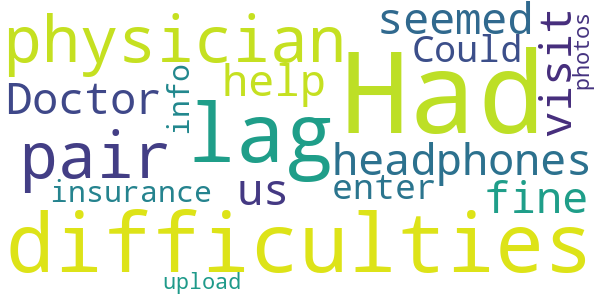 physician
seemed
Could
photos
visit
Had
help
Doctor
info
lag
pair
headphones
insurance
us
enter
fine
difficulties
upload